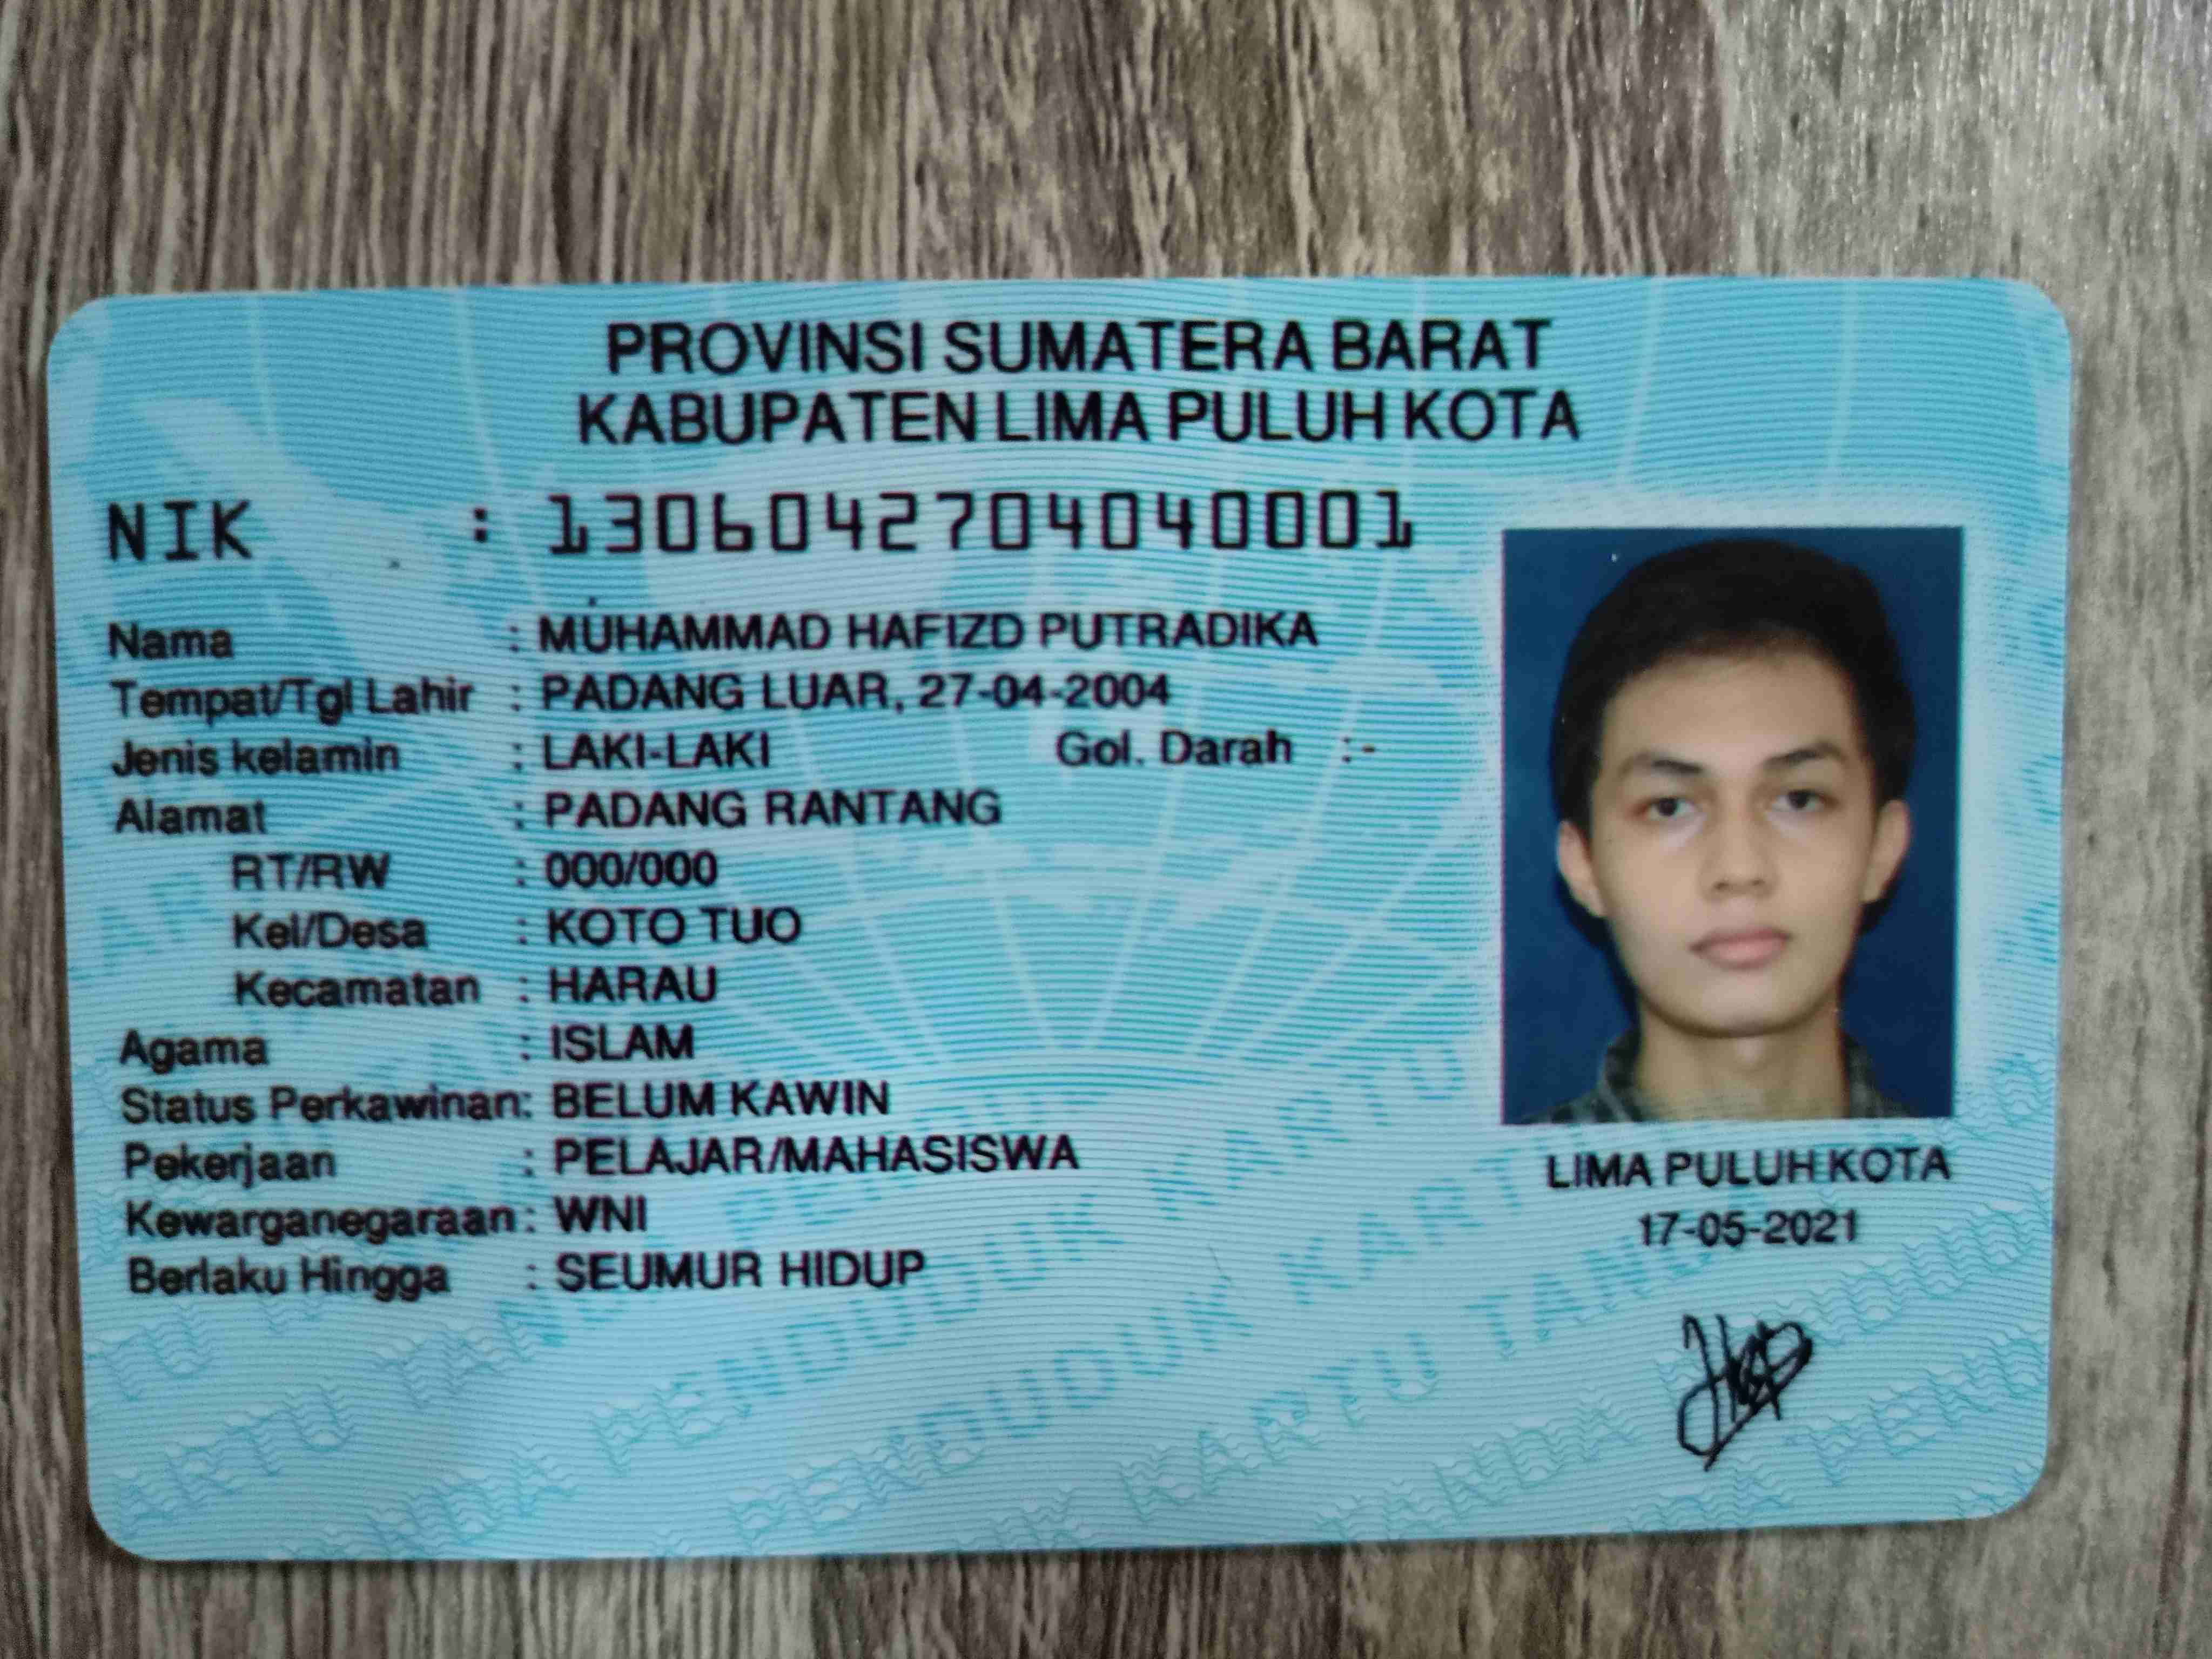 PROVINSI SUMATERA BARAT
KABUPATEN LIMA PULUH KOTA
NIK : 1306042704040001
Nama : MUHAMMAD HAFIZD PUTRADIKA
Tempat/Tgl Lahir : PADANG LUAR, 27-04-2004
Jenis kelamin : LAKI-LAKI Gol. Darah :-
Alamat : PADANG RANTANG
RT/RW : 000/000
Kel/Desa : KOTO TUO
Kecamatan : HARAU
Agama : ISLAM
Status Perkawinan: BELUM KAWIN
Pekerjaan : PELAJAR/MAHASISWA
Kewarganegaraan: WNI
Berlaku Hingga : SEUMUR HIDUP
LIMA PULUH KOTA
17-05-2021